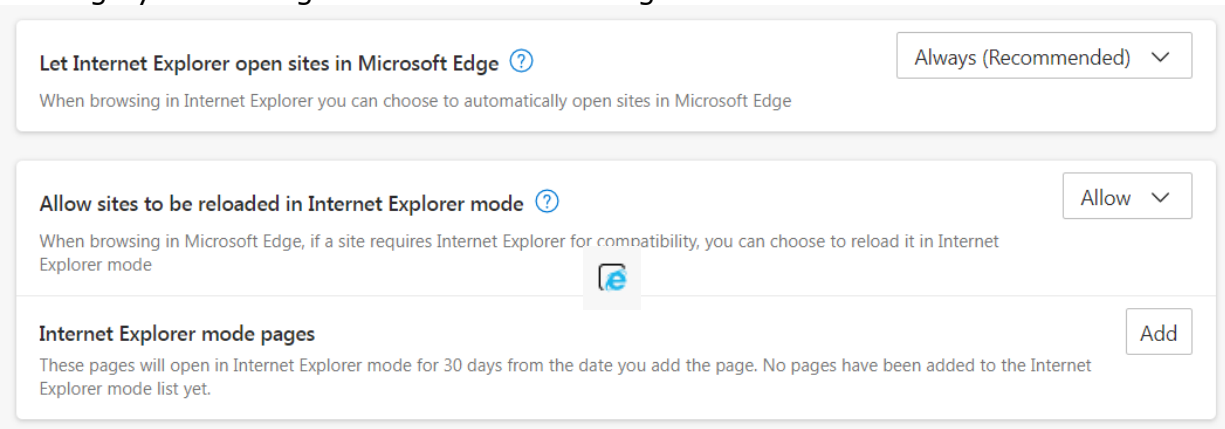 Let Internet Explorer open sites in Microsoft Edge ?
Always (Recommended)
When browsing in Internet Explorer you can choose to automatically open sites in Microsoft Edge
Allow sites to be reloaded in Internet Explorer mode ?
Allow
When browsing in Microsoft Edge, if a site requires Internet Explorer for compatibility, you can choose to reload it in Internet
Explorer mode
Internet Explorer mode pages
Add
These pages will open in Internet Explorer mode for 30 days from the date you add the page. No pages have been added to the Internet
Explorer mode list yet.